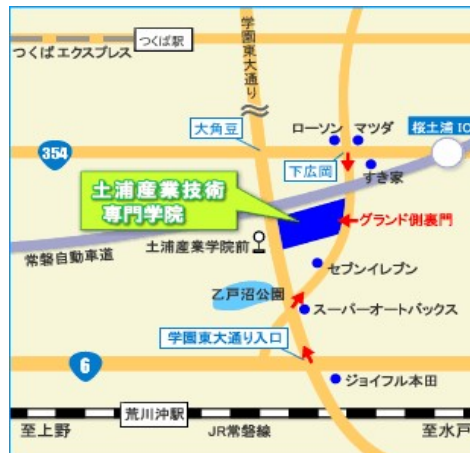 つくばエクスプレス
つくば駅
学園東大通り
大角豆
ローソン
マツダ
桜土浦 IC
354
下広岡
すき家
土浦産業技術
専門学院
グランド側裏門
土浦産業学院前
常磐自動車道
セブンイレブン
乙戸沼公園
スーパーオートバックス
学園東大通り入口
6
ジョイフル本田
荒川沖駅
至上野
JR常磐線
至水戸